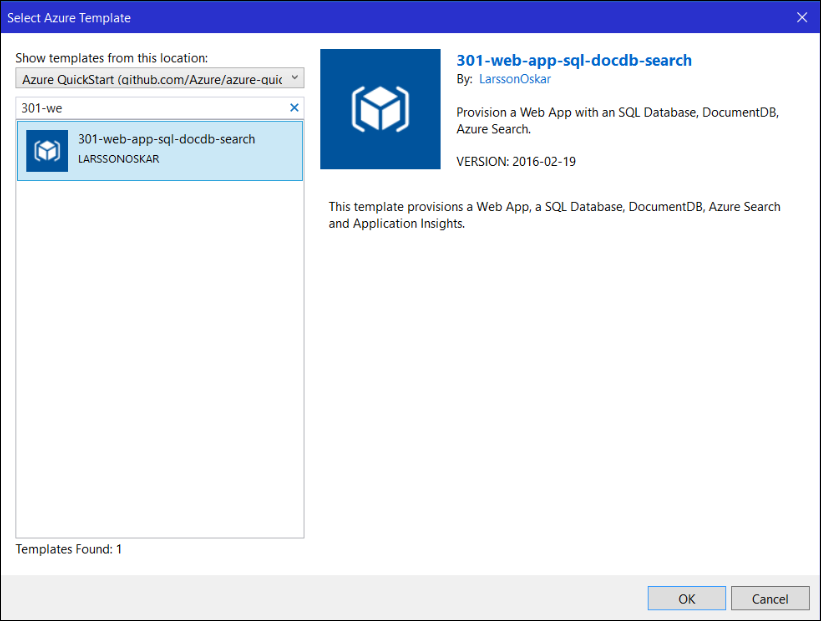 Select Azure Template
Show templates from this location:
Azure QuickStart (github.com/Azure/azure-quic
301-we
301-web-app-sql-docdb-search
LARSSONOSKAR
Templates Found: 1
301-web-app-sql-docdb-search
By: LarssonOskar
Provision a Web App with an SQL Database, DocumentDB,
Azure Search.
VERSION: 2016-02-19
This template provisions a Web App, a SQL Database, DocumentDB, Azure Search
and Application Insights.
OK
Cancel